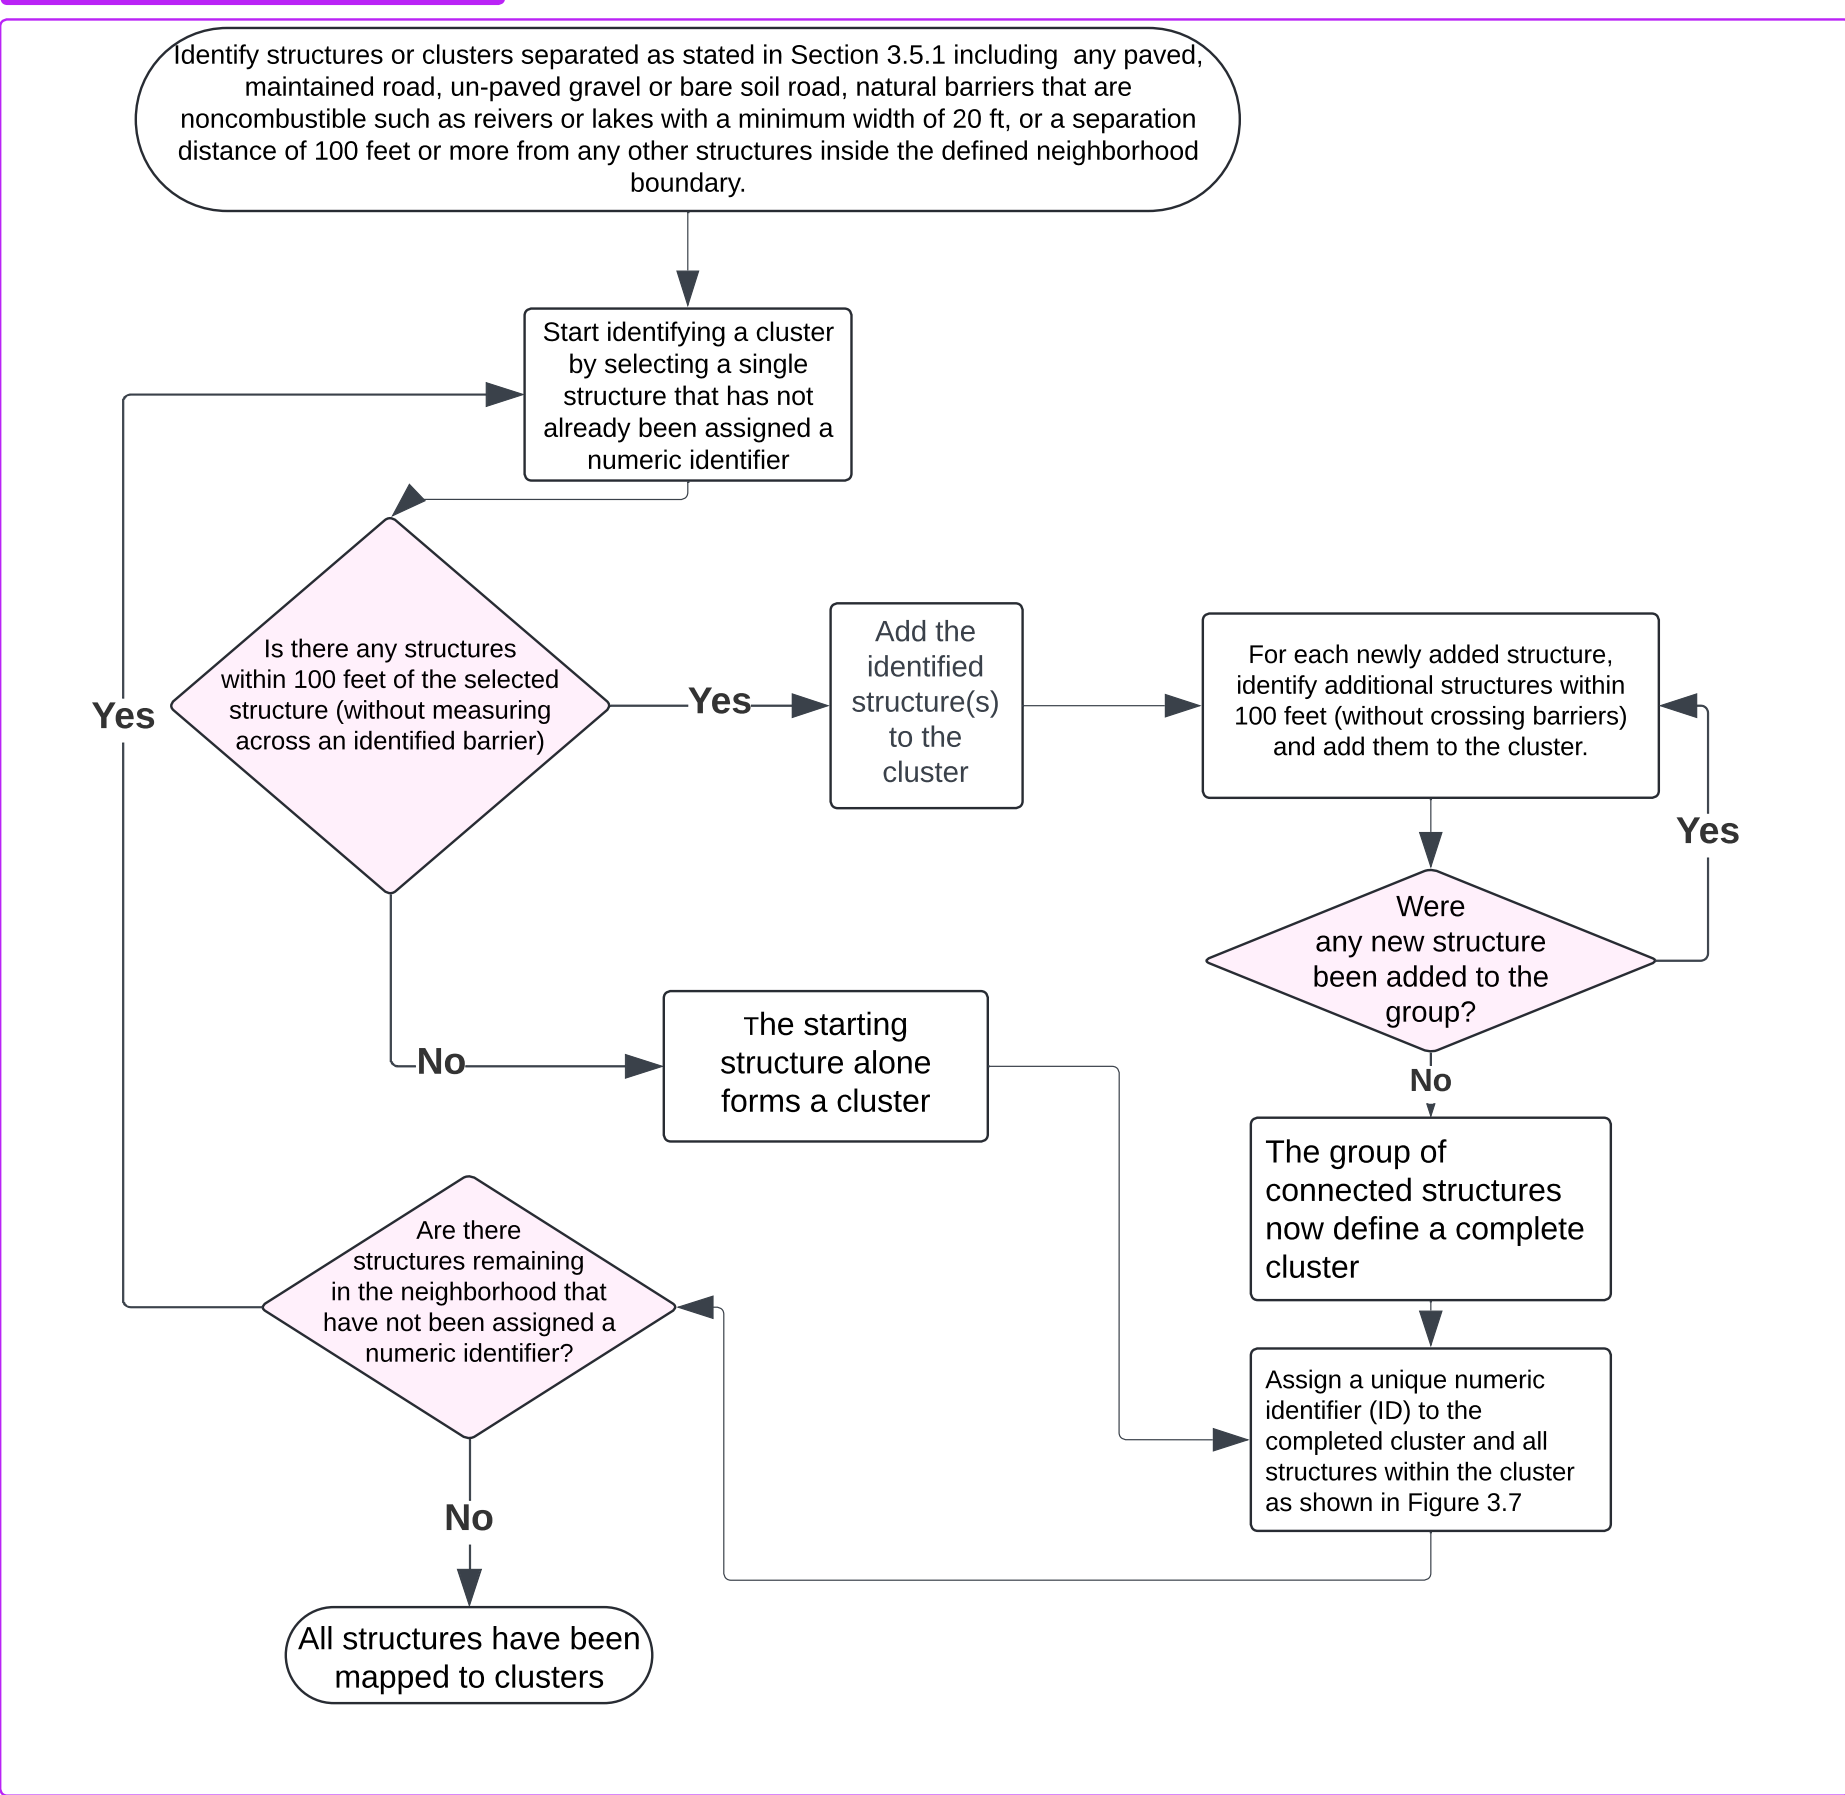 Identify structures or clusters separated as stated in Section 3.5.1 including  any paved,
maintained road, un-paved gravel or bare soil road, natural barriers that are
noncombustible such as reivers or lakes with a minimum width of 20 ft, or a separation
distance of 100 feet or more from any other structures inside the defined neighborhood
boundary.
Start identifying a cluster
by selecting a single
structure that has not
already been assigned a
numeric identifier
Is there any structures
within 100 feet of the selected
structure (without measuring
across an identified barrier)
Yes
Add the
identified
structure(s)
to the
cluster
For each newly added structure,
identify additional structures within
100 feet (without crossing barriers)
and add them to the cluster.
Yes
Yes
Were
any new structure
been added to the
group?
No
The starting
structure alone
forms a cluster
No
The group of
connected structures
now define a complete
cluster
Are there
structures remaining
in the neighborhood that
have not been assigned a
numeric identifier?
Assign a unique numeric
identifier (ID) to the
completed cluster and all
structures within the cluster
as shown in Figure 3.7
No
All structures have been
mapped to clusters